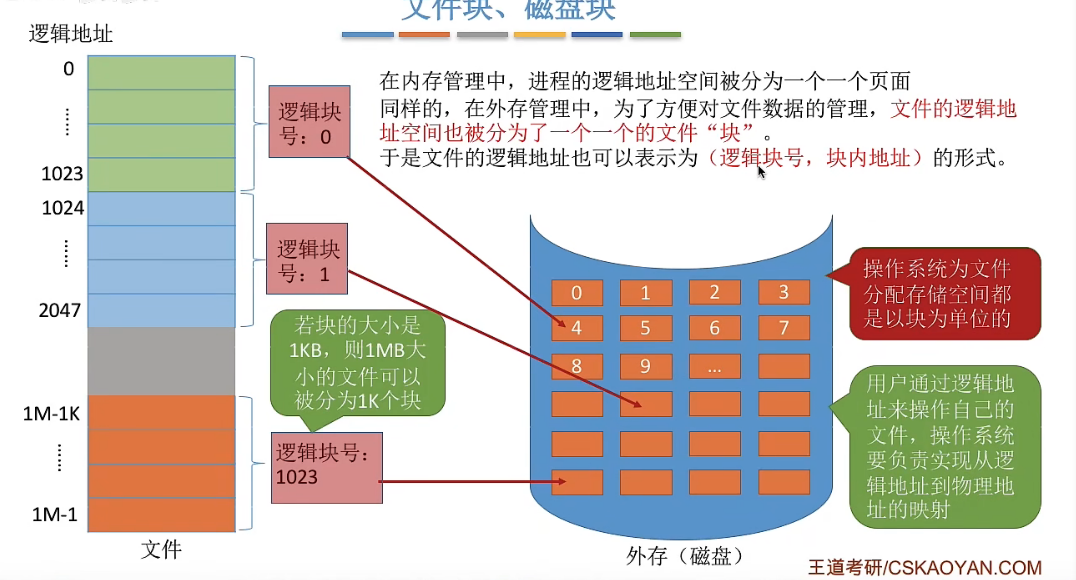 文件块、磁盘块
逻辑地址
0
……
1023
1024
……
2047
1M-1K
……
1M-1
文件
逻辑块
号：0
逻辑块
号：1
若块的大小是
1KB，则1MB大
小的文件可以
被分为1K个块
逻辑块号：
1023
在内存管理中，进程的逻辑地址空间被分为一个一个页面
同样的，在外存管理中，为了方便对文件数据的管理，文件的逻辑地
址空间也被分为了一个一个的文件“块”。
于是文件的逻辑地址也可以表示为（逻辑块号，块内地址）的形式。
0 1 2 3
4 5 6 7
8 9 …
外存（磁盘）
操作系统为文件
分配存储空间都
是以块为单位的
用户通过逻辑地
址来操作自己的
文件，操作系统
要负责实现从逻
辑地址到物理地
址的映射
王道考研/CSKAOYAN.COM